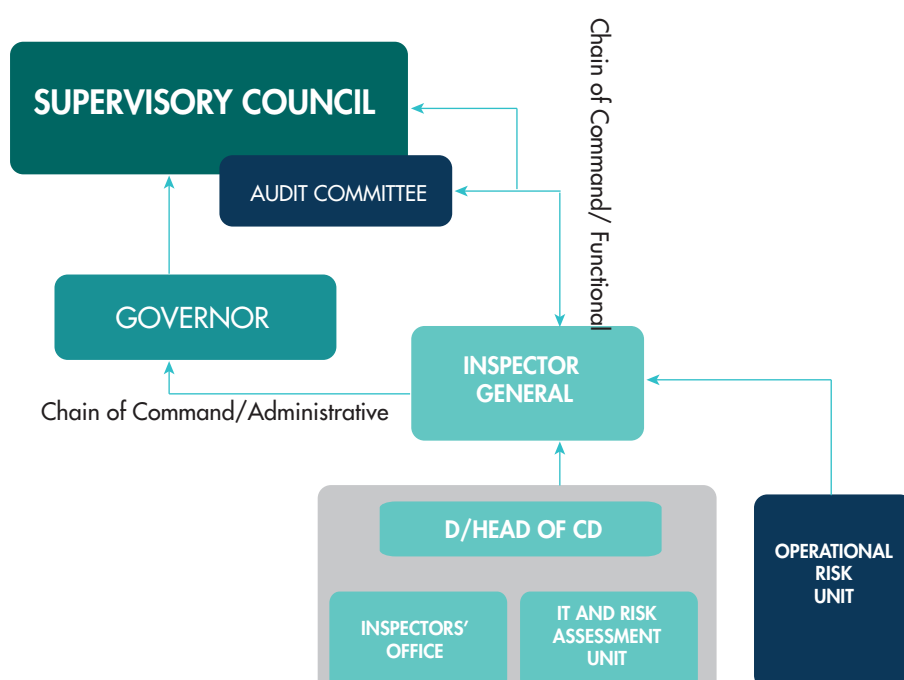 Chain of Command/ Functional
SUPERVISORY COUNCIL
AUDIT COMMITTEE
GOVERNOR
INSPECTOR
GENERAL
Chain of Command/Administrative
D/HEAD OF CD
OPERATIONAL
RISK
UNIT
INSPECTORS’
OFFICE
IT AND RISK
ASSESSMENT
UNIT